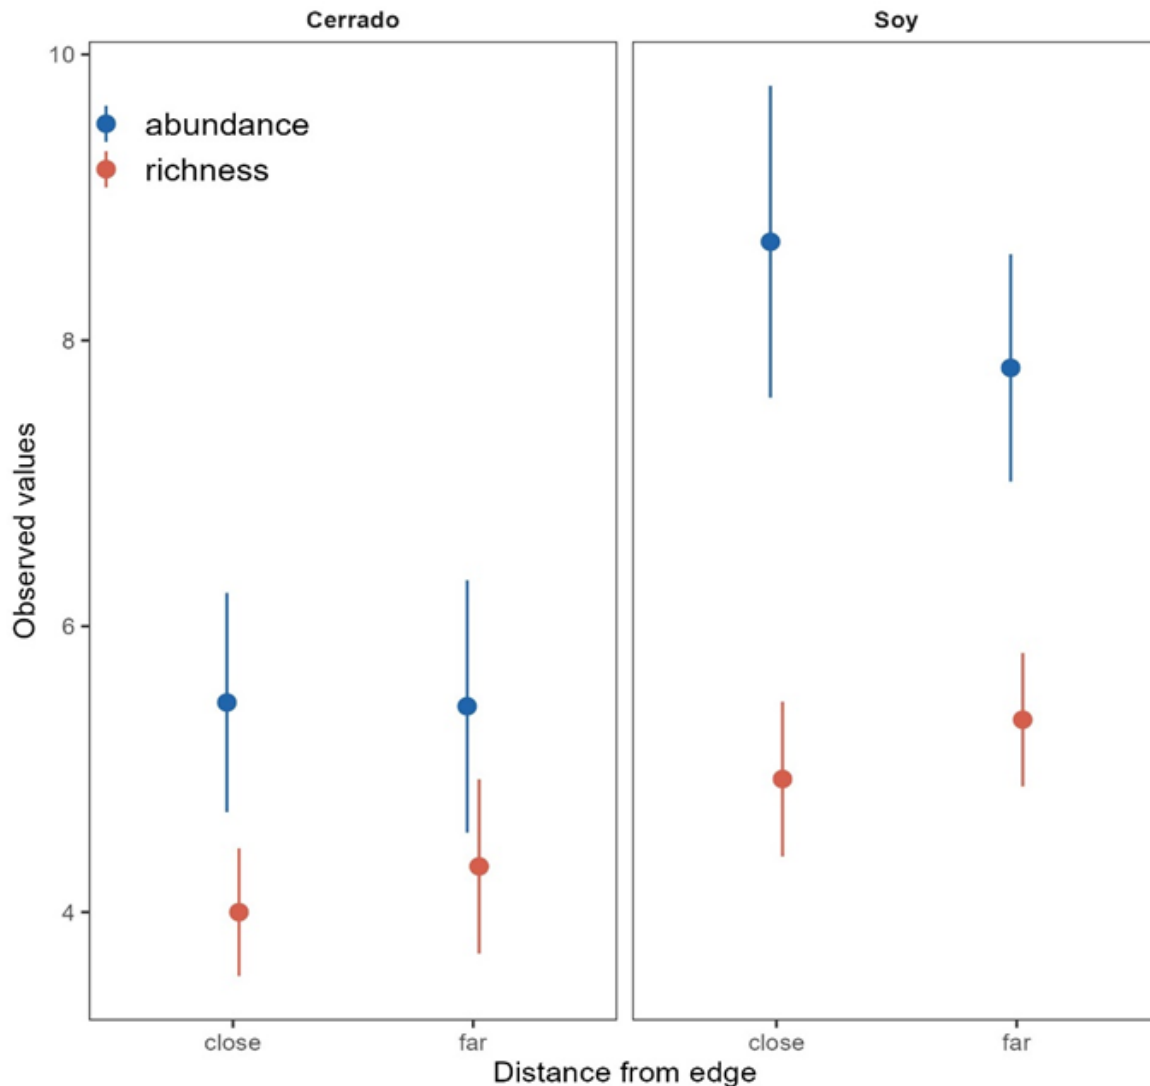 Cerrado
Soy
10
8
6
4
abundance
richness
Observed values
close
far
close
far
Distance from edge